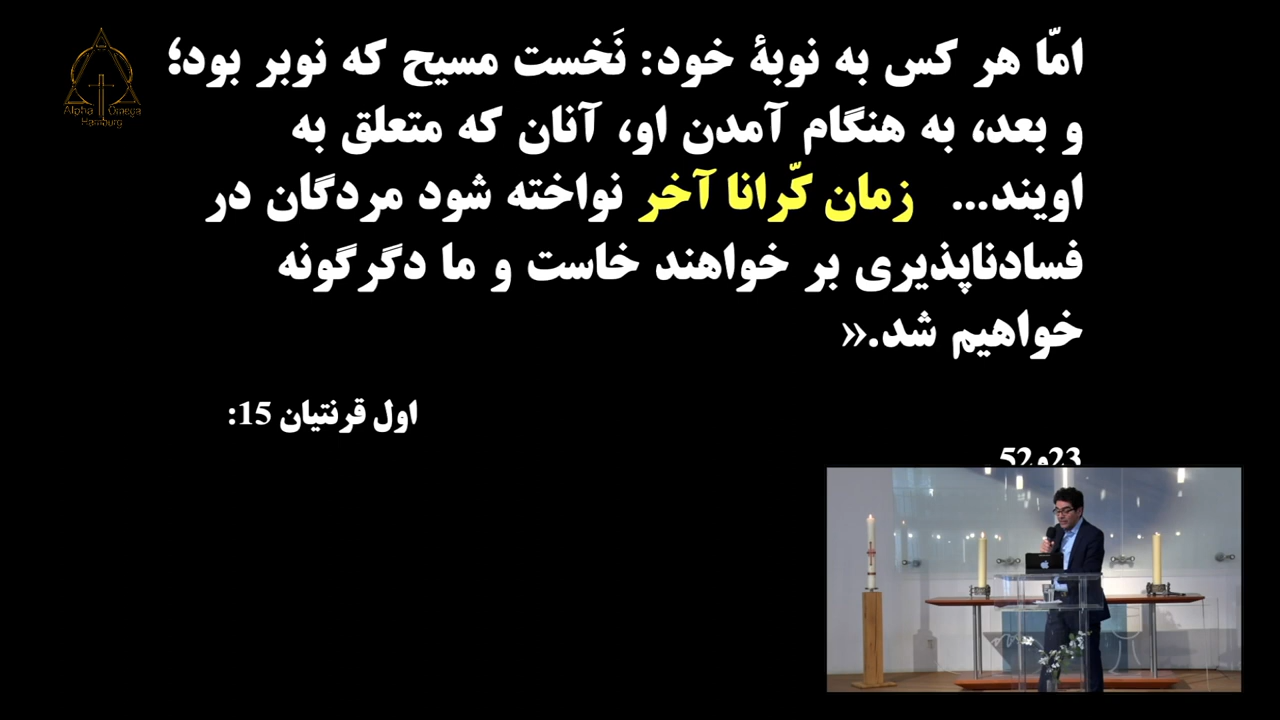 Alpha Omega
Hamburg
امّا هر کس به نوبهٔ خود: نَخست مسیح که نوبر بود؛
و بعد، به هنگام آمدن او، آنان که متعلق به
اویند... زمان کّرانا آخر نواخته شود مردگان در
فسادناپذیری بر خواهند خاست و ما دگرگونه
خواهیم شد.»
اول قرنتیان 15:
23و52